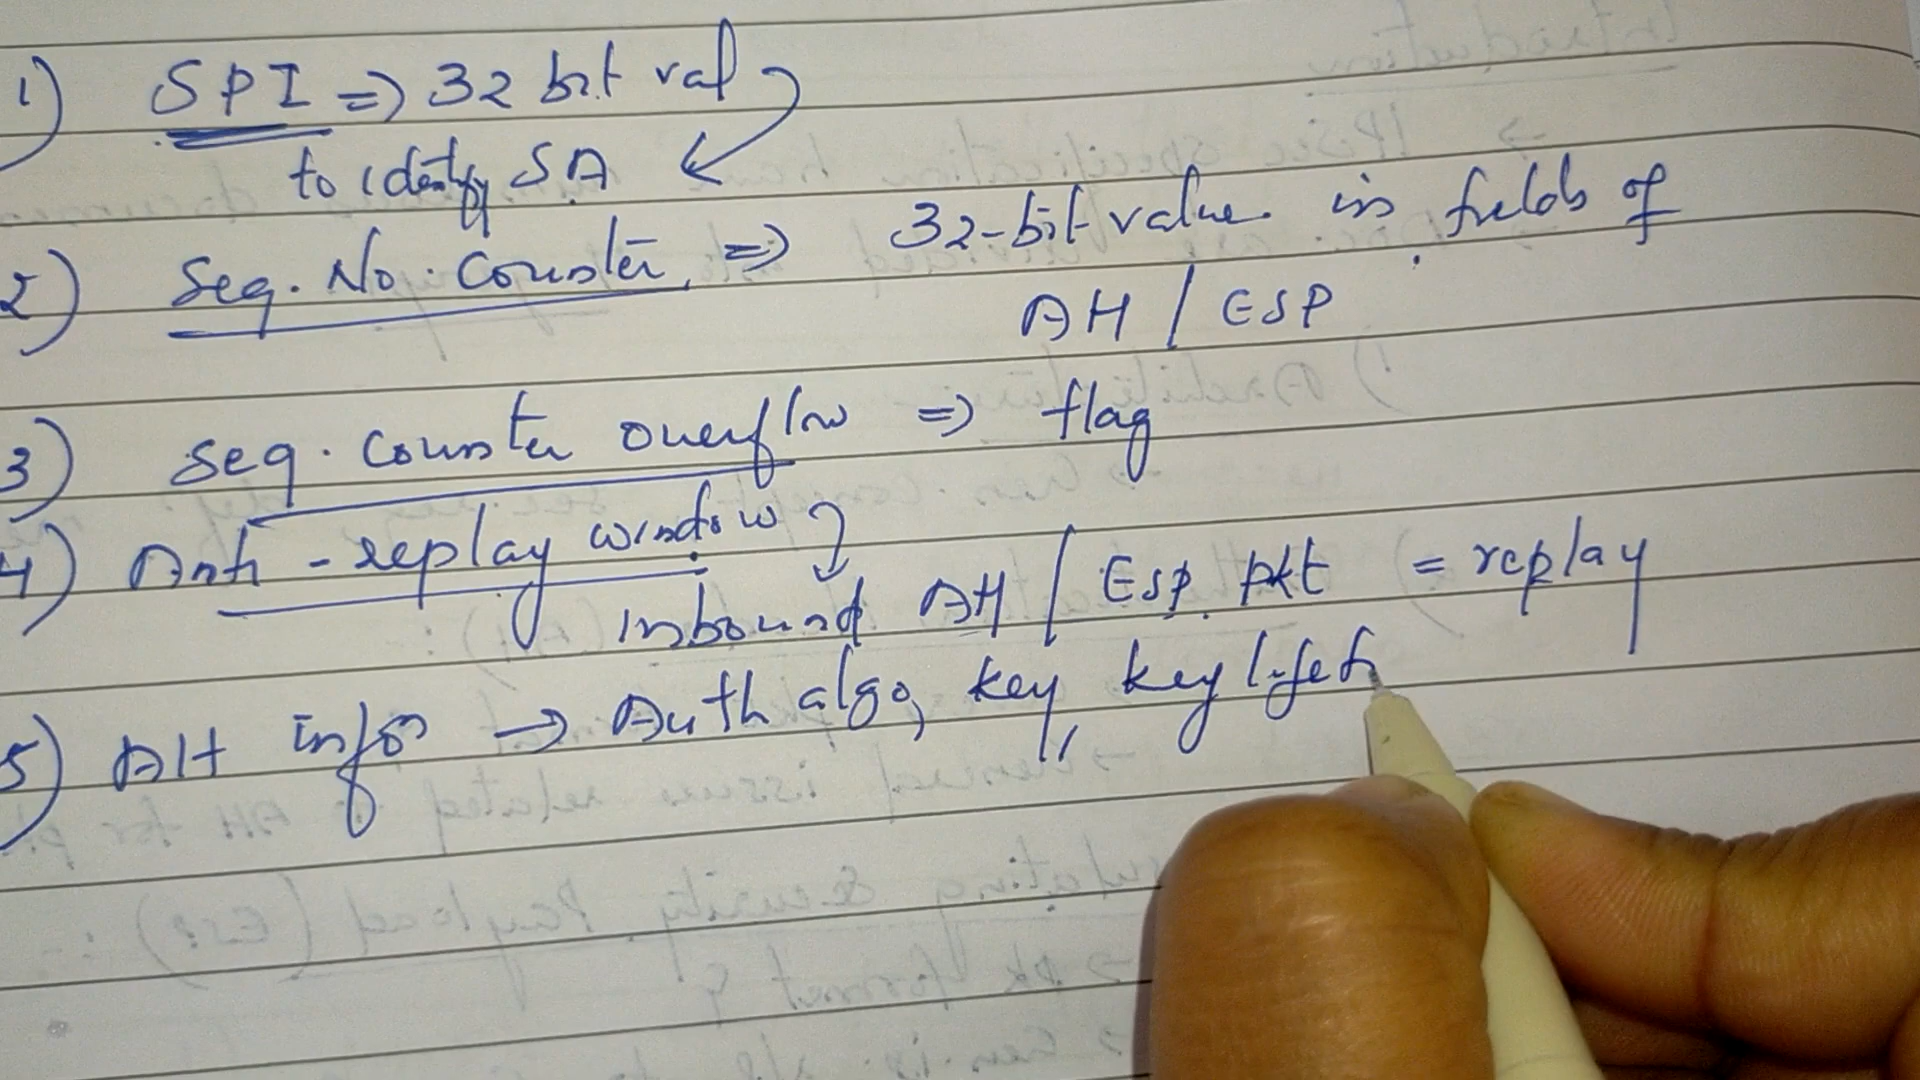 1) SPI => 32 bit val
to identify SA
2) Seq. No. Counter => 32-bit value in fields of
AH / ESP
3) seq. counter overflow => flag
4) Anti-replay window
inbound AH / ESP pkt = replay
5) AH info → Auth algo, key, key lifet